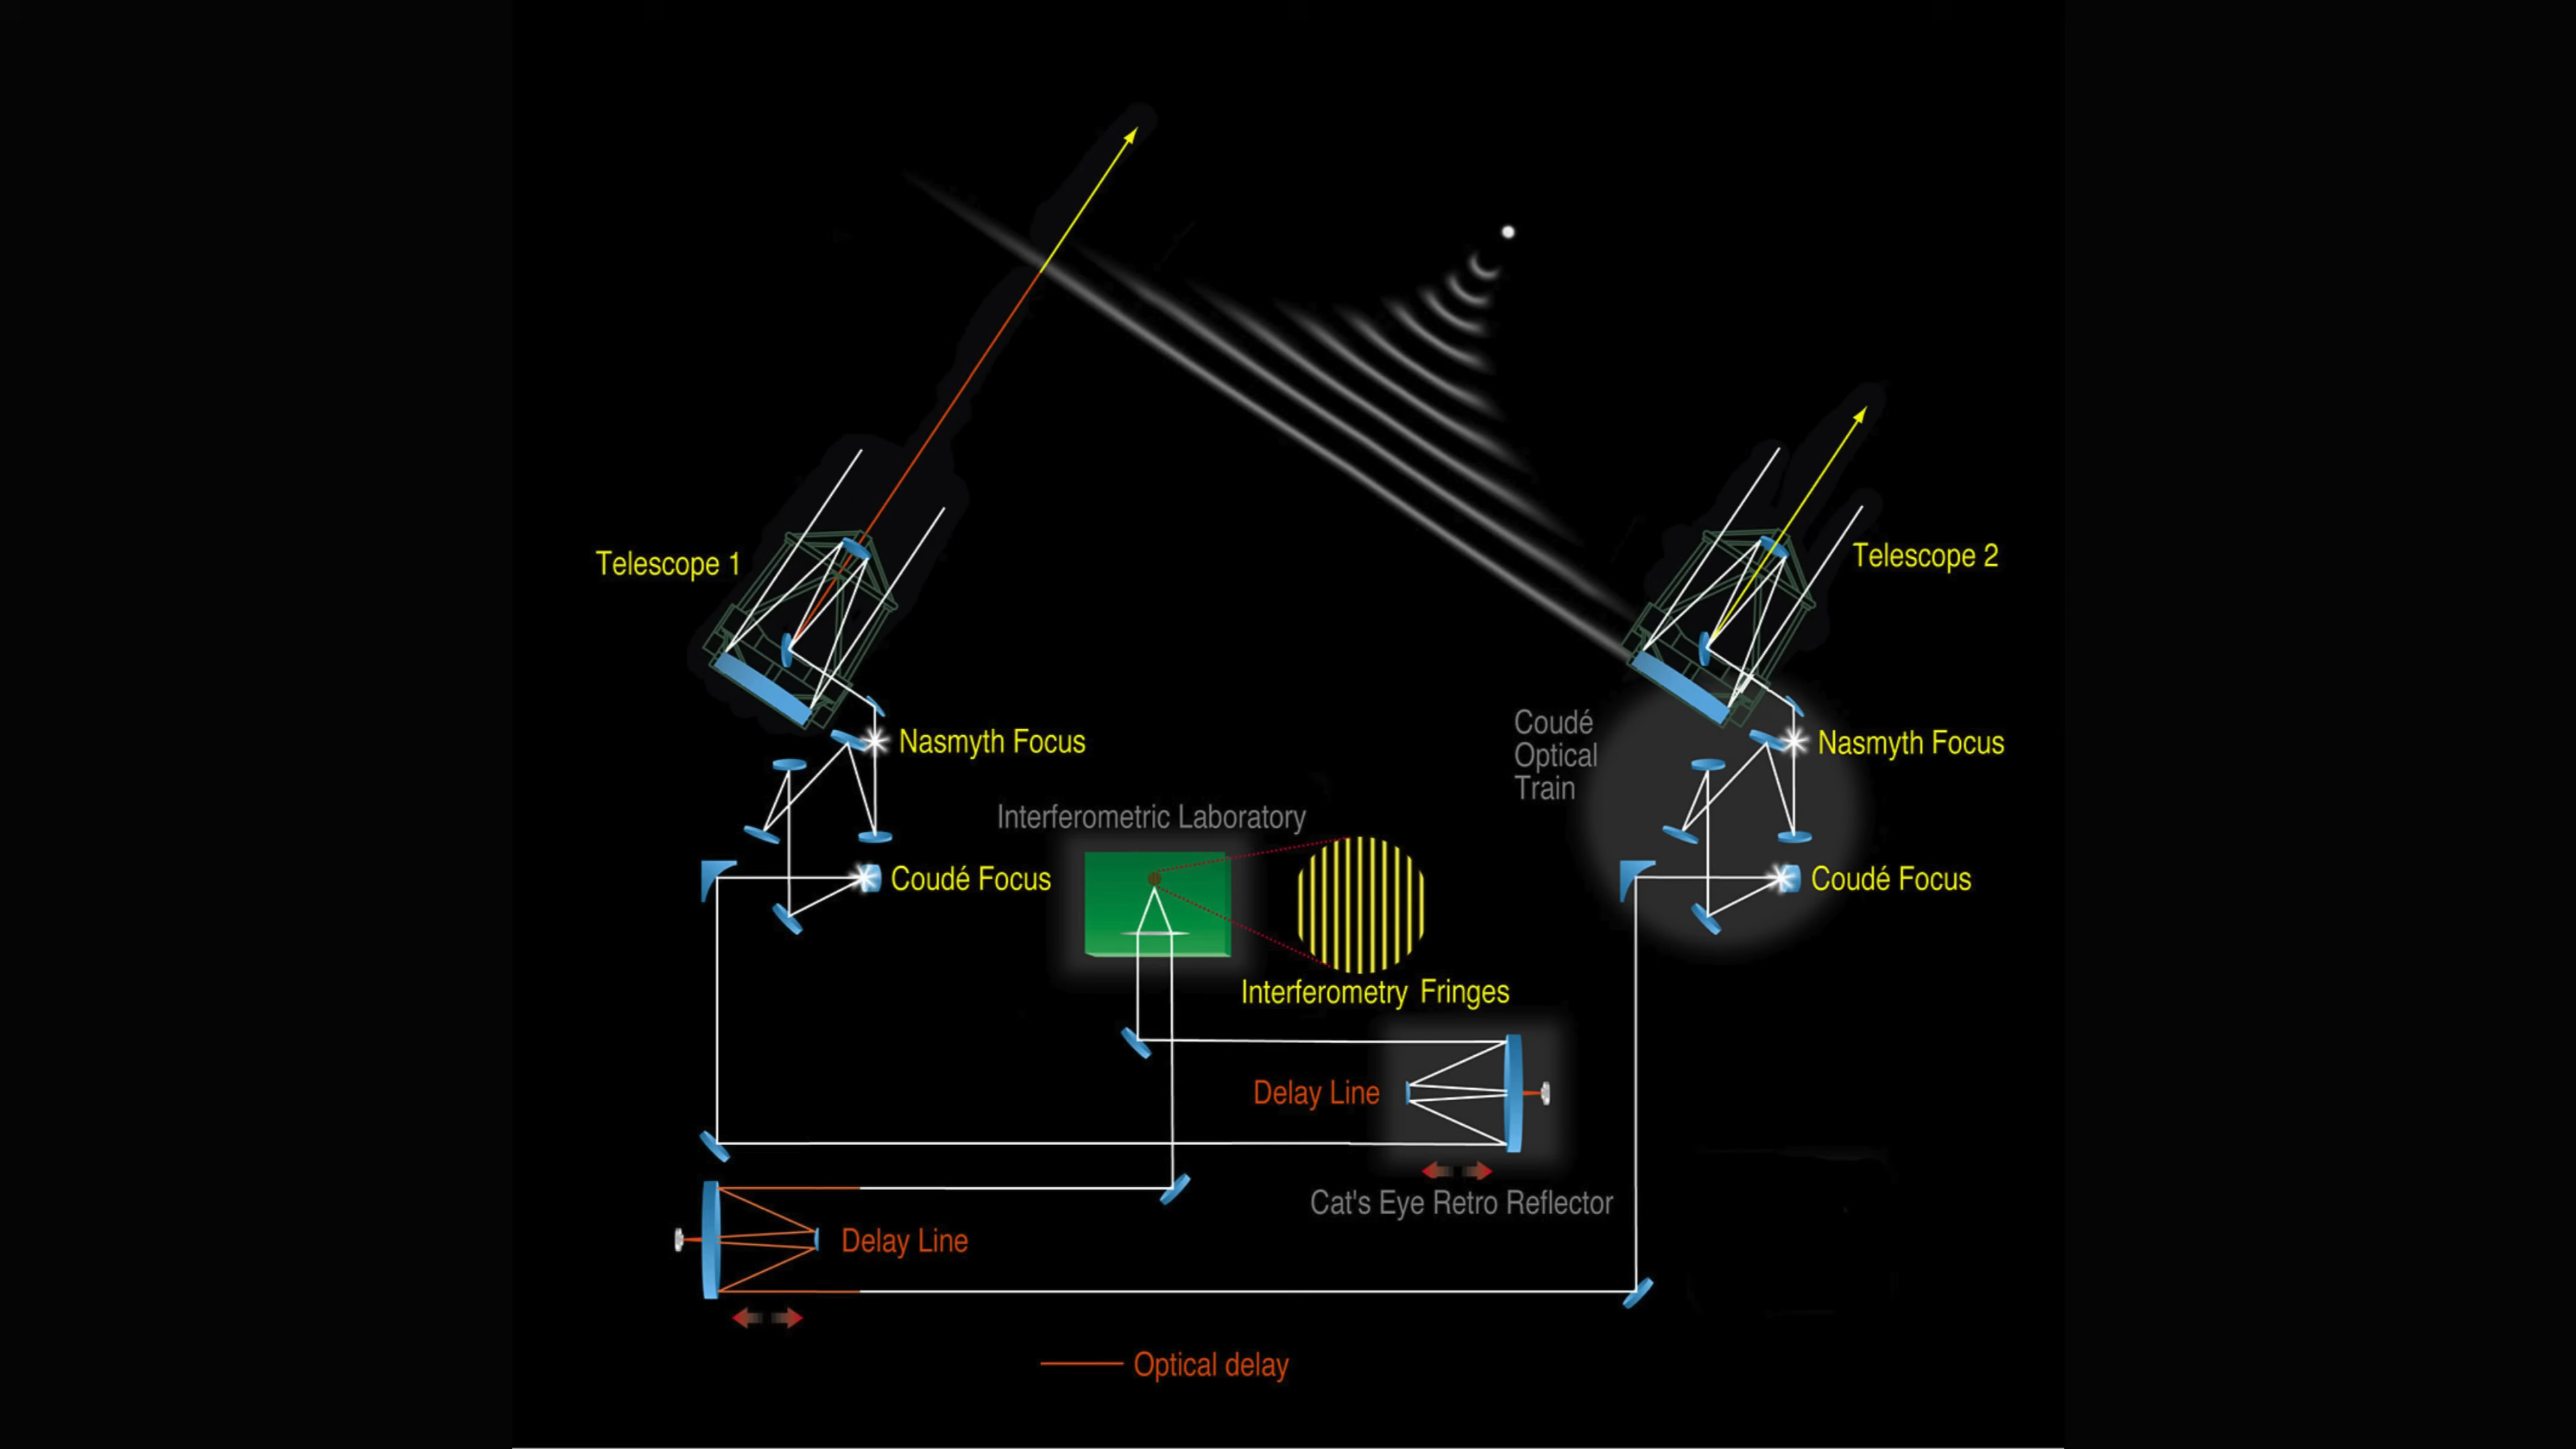 Telescope 1
Telescope 2
Coudé
Optical
Train
Nasmyth Focus
Nasmyth Focus
Interferometric Laboratory
Coudé Focus
Coudé Focus
Interferometry Fringes
Delay Line
Cat's Eye Retro Reflector
Delay Line
Optical delay